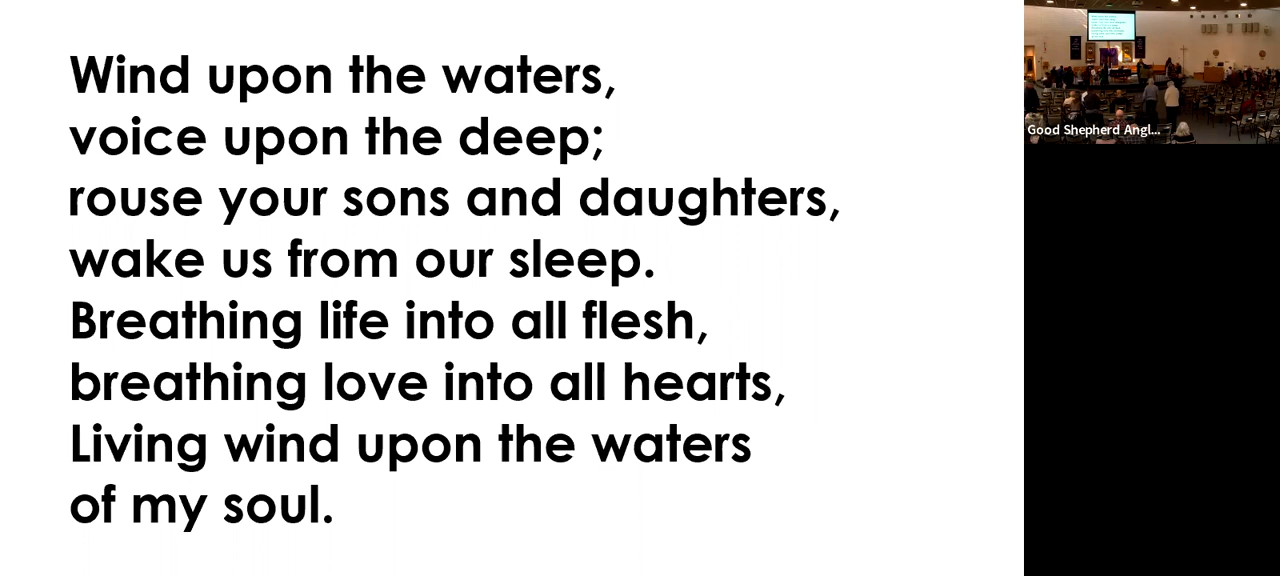 Wind upon the waters,
voice upon the deep;
rouse your sons and daughters,
wake us from our sleep.
Breathing life into all flesh,
breathing love into all hearts,
Living wind upon the waters
of my soul.
Good Shepherd Angl...